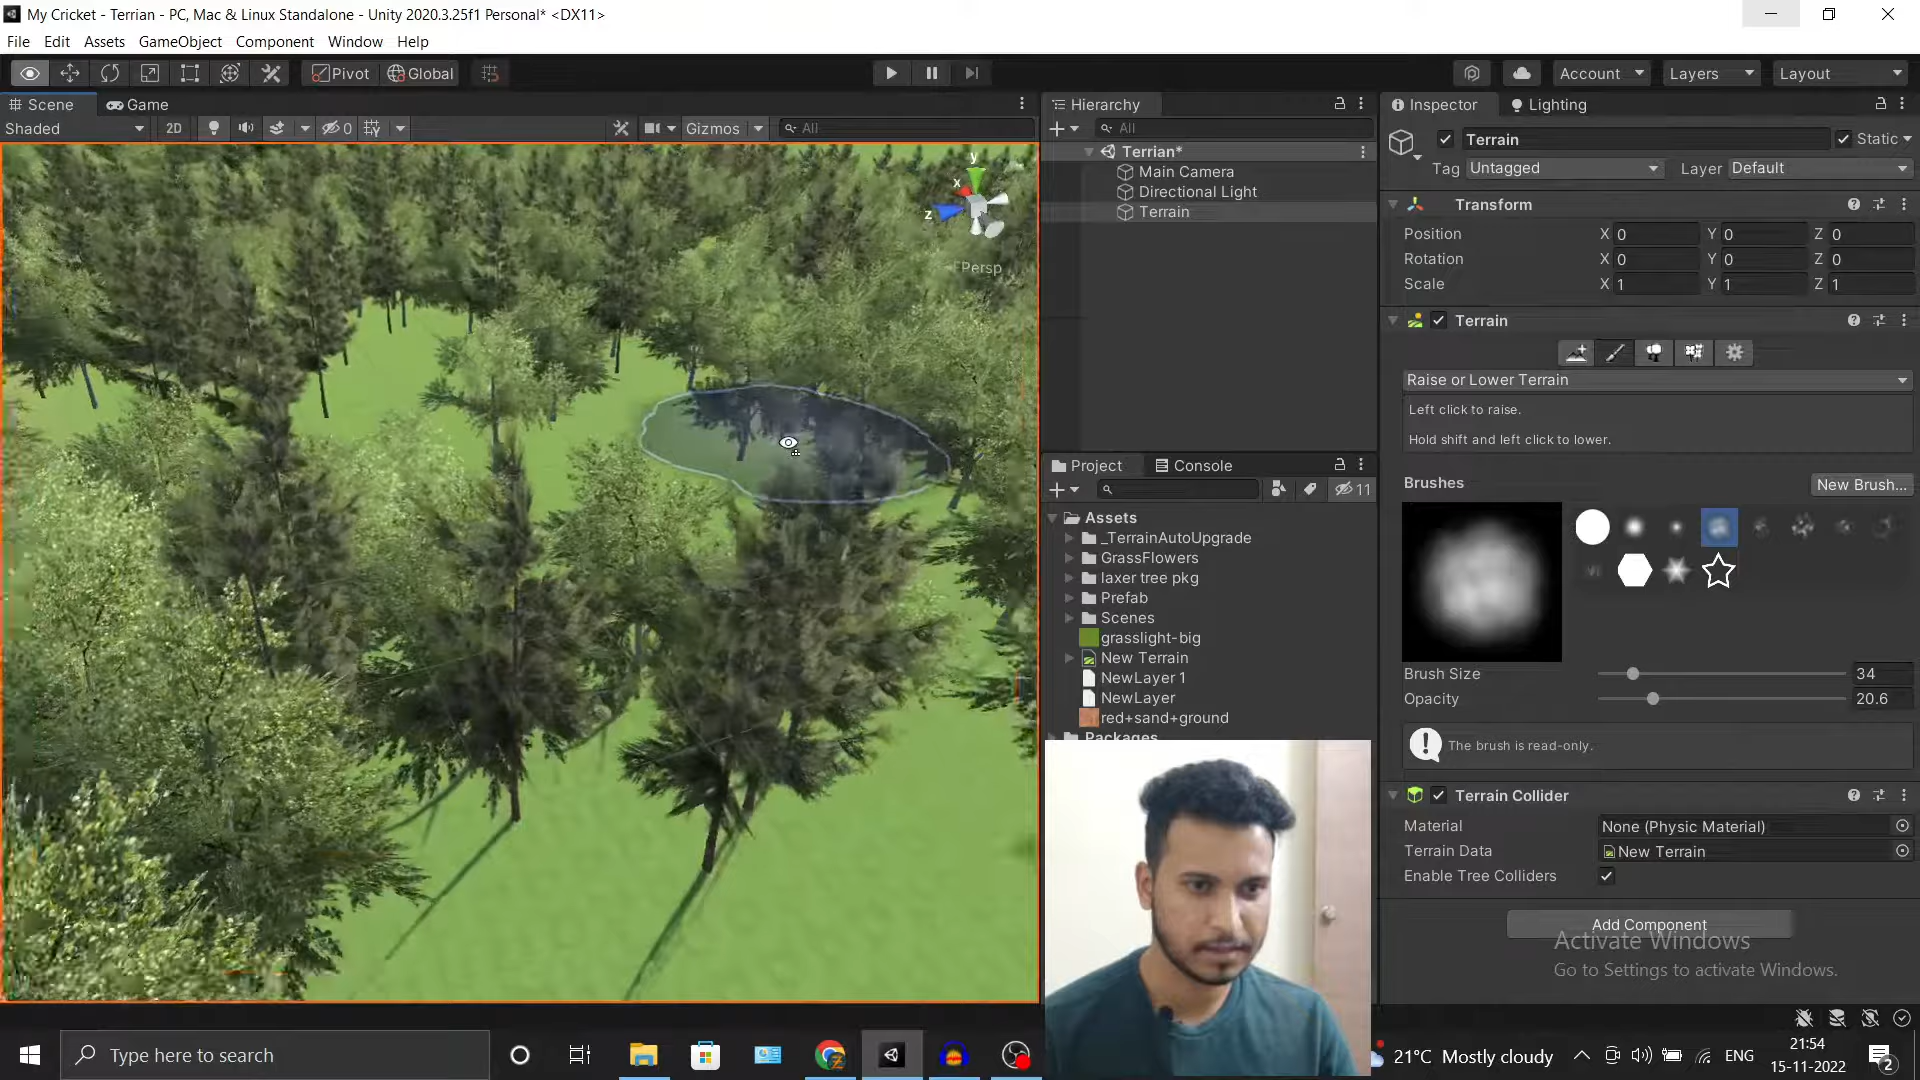 My Cricket - Terrian - PC, Mac & Linux Standalone - Unity 2020.3.25f1 Personal* <DX11>
File Edit Assets GameObject Component Window Help
Pivot Global Account Layers Layout
Scene Game
Shaded 2D 0 Gizmos All
y
x
z
Persp
Hierarchy
All
Terrian*
Main Camera
Directional Light
Terrain
Project Console
11
Assets
_TerrainAutoUpgrade
GrassFlowers
laxer tree pkg
Prefab
Scenes
grasslight-big
New Terrain
NewLayer 1
NewLayer
red+sand+ground
Packages
Inspector Lighting
Terrain Static
Tag Untagged Layer Default
Transform
Position X 0 Y 0 Z 0
Rotation X 0 Y 0 Z 0
Scale X 1 Y 1 Z 1
Terrain
Raise or Lower Terrain
Left click to raise.
Hold shift and left click to lower.
Brushes New Brush...
Brush Size 34
Opacity 20.6
The brush is read-only.
Terrain Collider
Material None (Physic Material)
Terrain Data New Terrain
Enable Tree Colliders
Add Component
Activate Windows
Go to Settings to activate Windows.
Type here to search
21°C Mostly cloudy ENG
21:54
15-11-2022
2